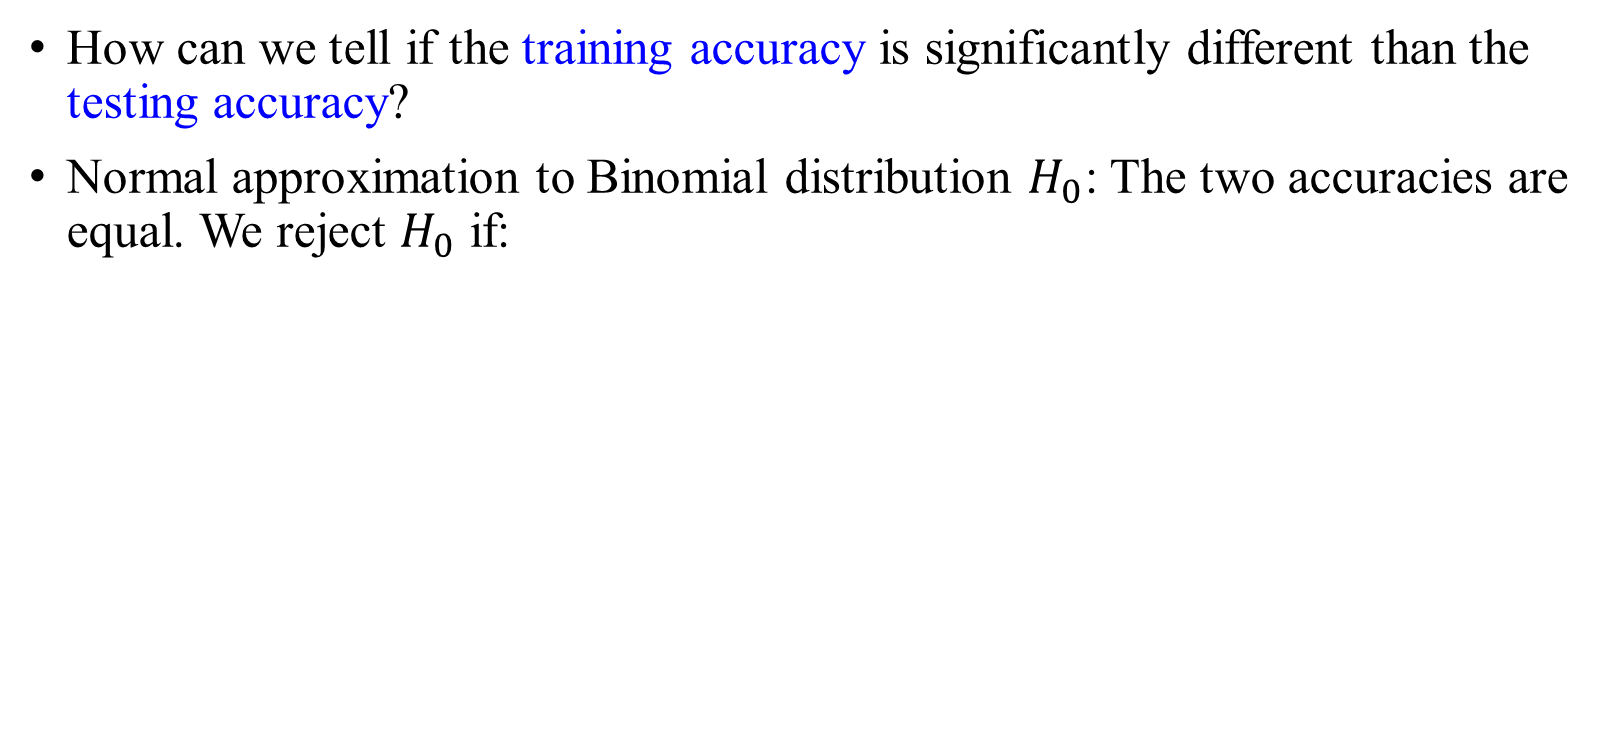 • How can we tell if the training accuracy is significantly different than the
testing accuracy?
• Normal approximation to Binomial distribution H₀: The two accuracies are
equal. We reject H₀ if: